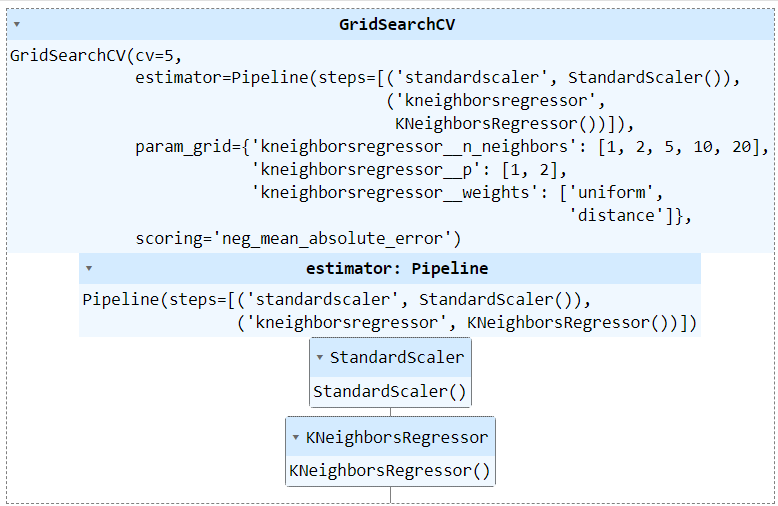 GridSearchCV
GridSearchCV(cv=5,
             estimator=Pipeline(steps=[('standardscaler', StandardScaler()),
                                       ('kneighborsregressor',
                                        KNeighborsRegressor())]),
             param_grid={'kneighborsregressor__n_neighbors': [1, 2, 5, 10, 20],
                         'kneighborsregressor__p': [1, 2],
                         'kneighborsregressor__weights': ['uniform',
                                                          'distance']},
             scoring='neg_mean_absolute_error')
estimator: Pipeline
Pipeline(steps=[('standardscaler', StandardScaler()),
                ('kneighborsregressor', KNeighborsRegressor())])
StandardScaler
StandardScaler()
KNeighborsRegressor
KNeighborsRegressor()